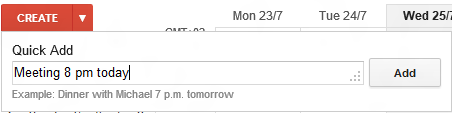 CREATE Mon 23/7 Tue 24/7 Wed 25/7
Quick Add
Meeting 8 pm today Add
Example: Dinner with Michael 7 p.m. tomorrow